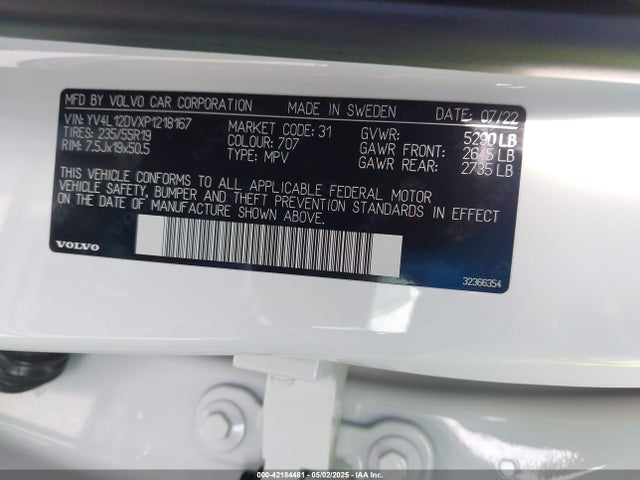 MFD BY VOLVO CAR CORPORATION MADE IN SWEDEN DATE: 07/22
VIN: YV4L12DVXP1218167 MARKET CODE: 31 GVWR: 5290 LB
TIRES: 235/55R19 COLOUR: 707 GAWR FRONT: 2645 LB
RIM: 7.5Jx19x50.5 TYPE: MPV GAWR REAR: 2735 LB
THIS VEHICLE CONFORMS TO ALL APPLICABLE FEDERAL MOTOR
VEHICLE SAFETY, BUMPER AND THEFT PREVENTION STANDARDS IN EFFECT
ON THE DATE OF MANUFACTURE SHOWN ABOVE.
VOLVO
32366354
000-42184481 - 05/02/2025 - IAA Inc.